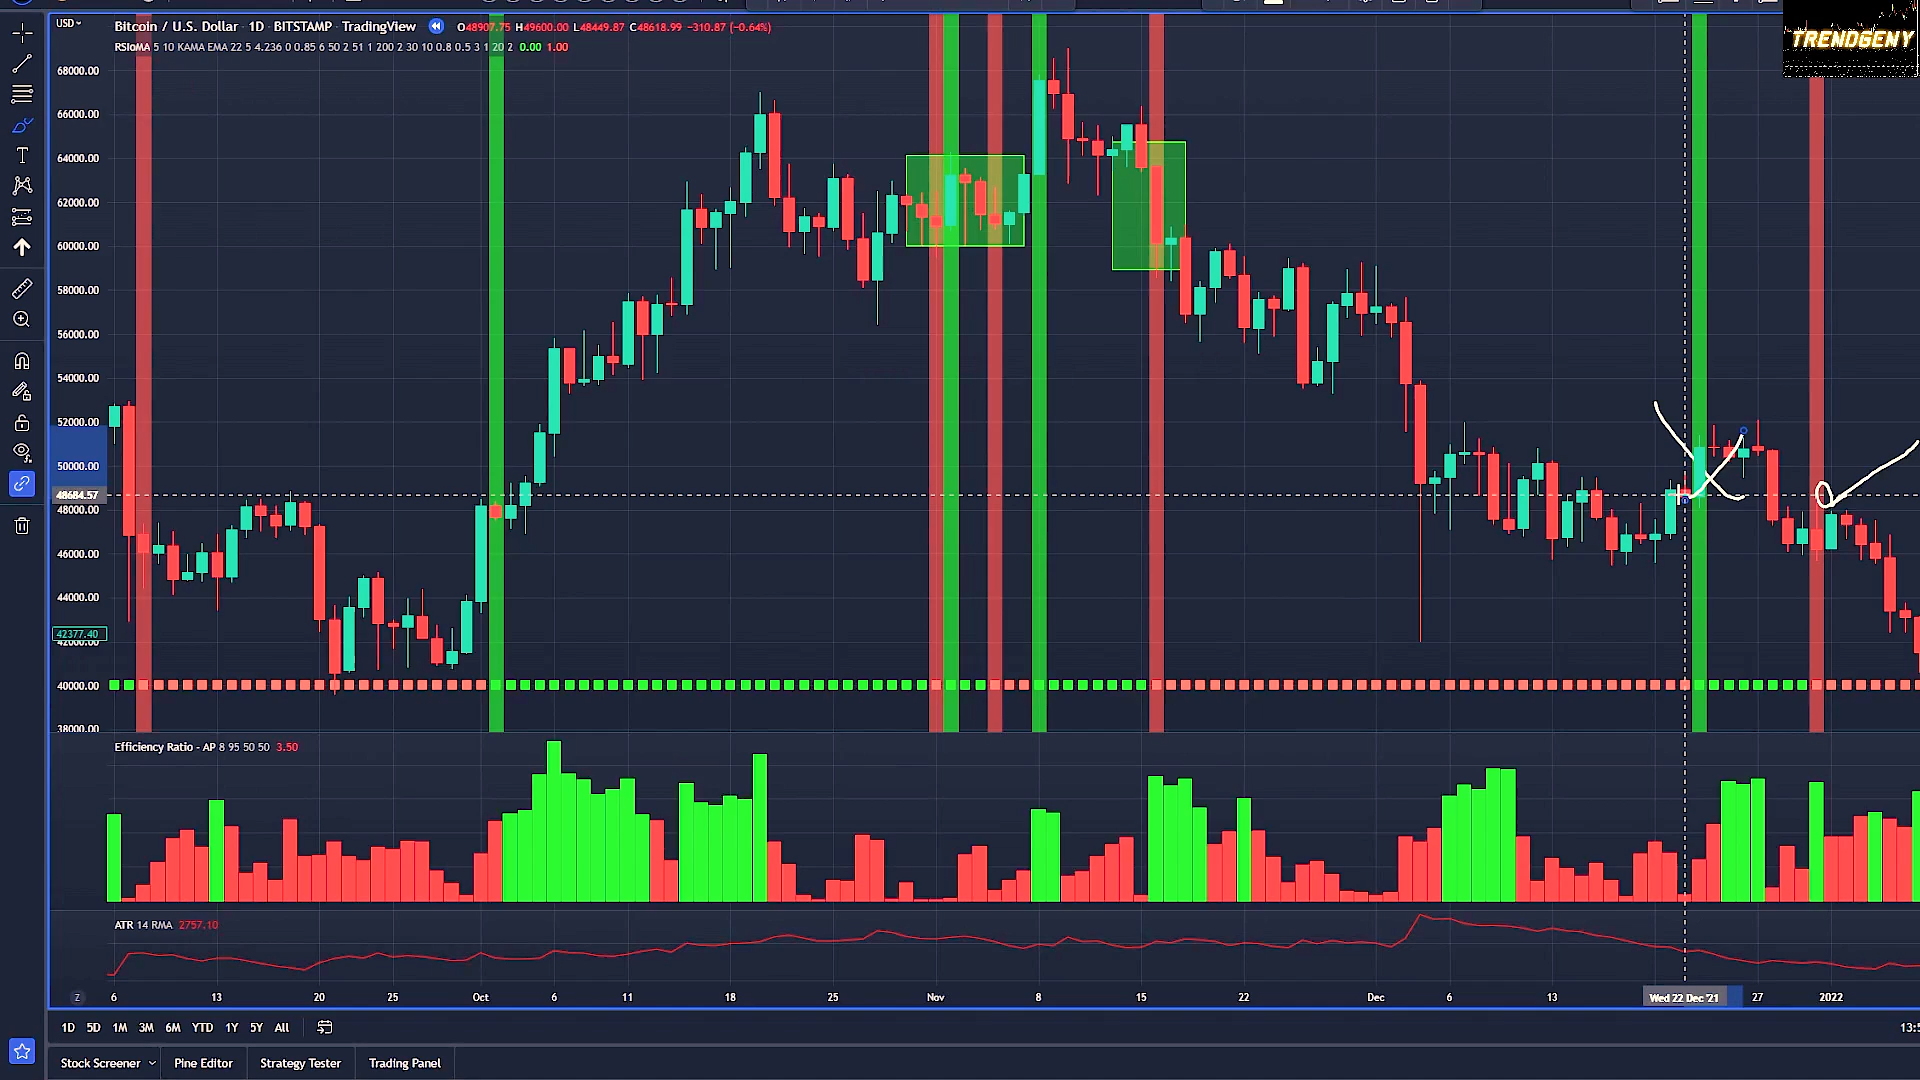 USD
Bitcoin / U.S. Dollar 1D BITSTAMP TradingView O48907.75 H49600.00 L48449.87 C48618.99 −310.87 (−0.64%)
RSIoMA 5 10 KAMA EMA 22 5 4.236 0 0.85 6 50 2 51 1 200 2 30 10 0.8 0.5 3 1 20 2 0.00 1.00
TRENDGENY
68000.00
66000.00
64000.00
62000.00
60000.00
58000.00
56000.00
54000.00
52000.00
50000.00
48684.57
48000.00
46000.00
44000.00
42377.40
42000.00
40000.00
38000.00
Efficiency Ratio - AP 8 95 50 50 3.50
ATR 14 RMA 2757.10
Z 6 13 20 25 Oct 6 11 18 25 Nov 8 15 22 Dec 6 13 Wed 22 Dec '21 27 2022
1D 5D 1M 3M 6M YTD 1Y 5Y All
Stock Screener Pine Editor Strategy Tester Trading Panel